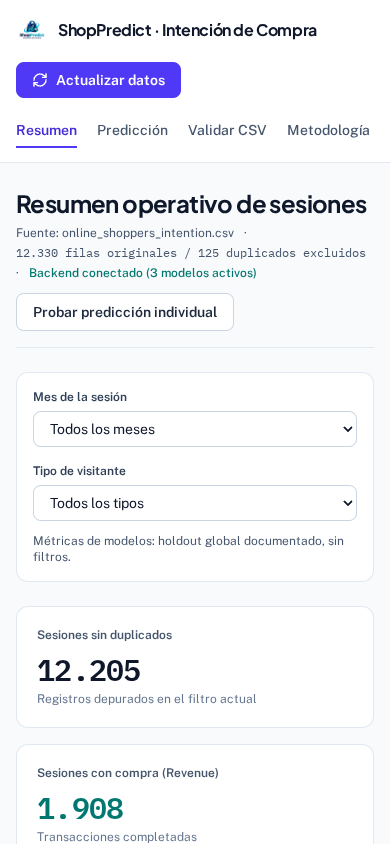 ShopPredict · Intención de Compra
Actualizar datos
Resumen Predicción Validar CSV Metodología
Resumen operativo de sesiones
Fuente: online_shoppers_intention.csv ·
12.330 filas originales / 125 duplicados excluidos
· Backend conectado (3 modelos activos)
Probar predicción individual
Mes de la sesión
Todos los meses
Tipo de visitante
Todos los tipos
Métricas de modelos: holdout global documentado, sin
filtros.
Sesiones sin duplicados
12.205
Registros depurados en el filtro actual
Sesiones con compra (Revenue)
1.908
Transacciones completadas